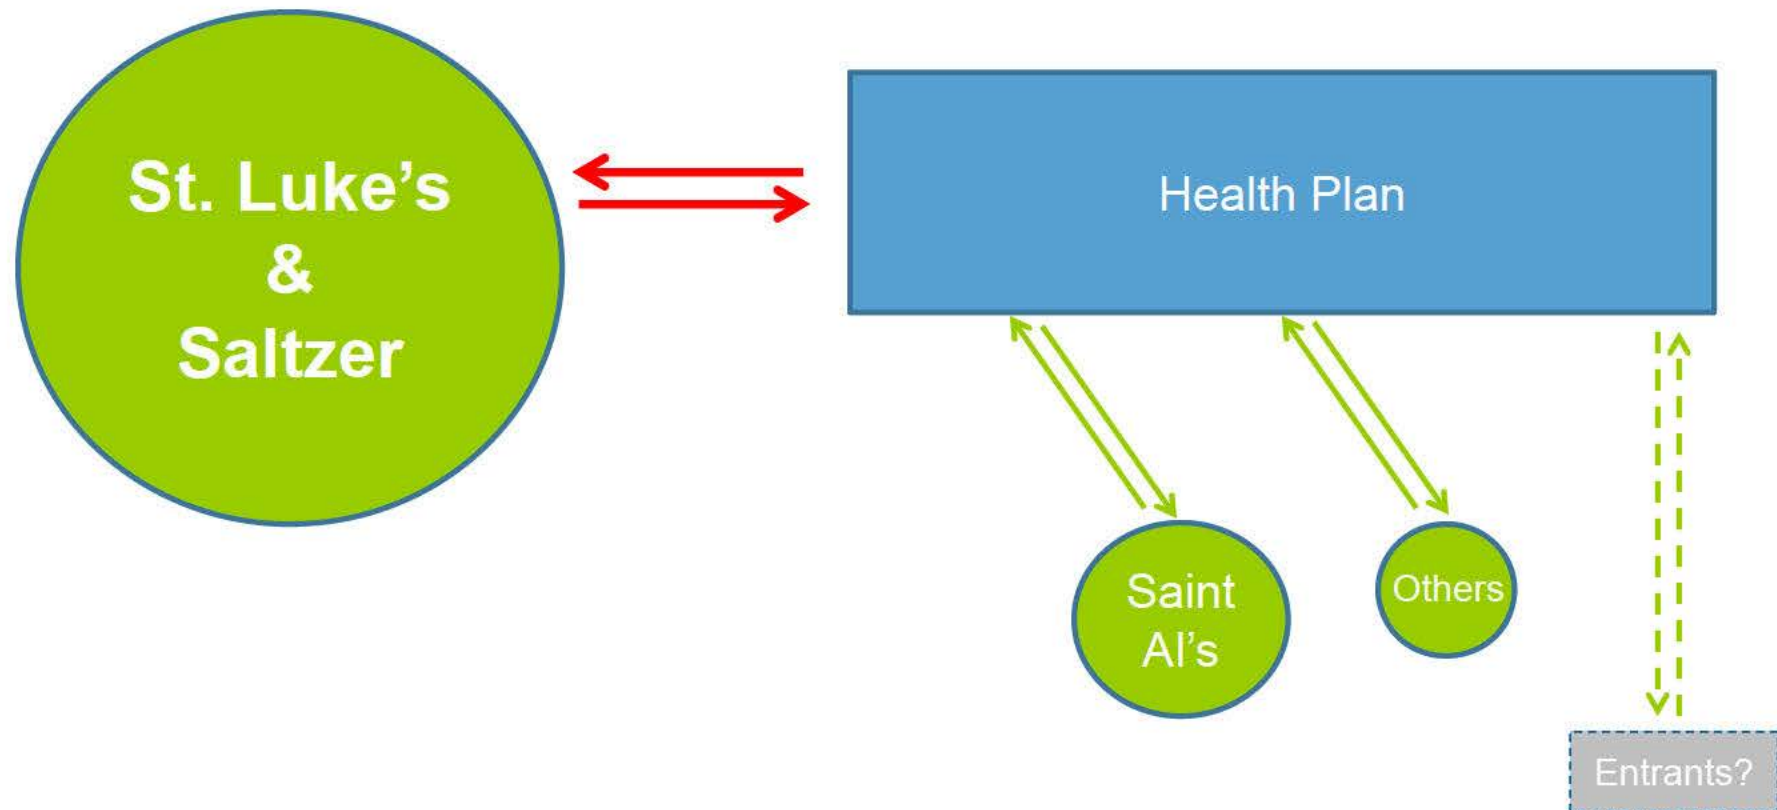 St. Luke's
&
Saltzer
Health Plan
Saint
Al's
Others
Entrants?